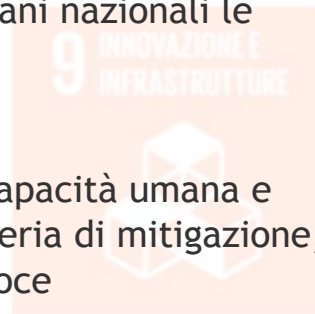 ani nazionali le
9 INNOVAZIONE E
INFRASTRUTTURE
apacità umana e
eria di mitigazione,
oce